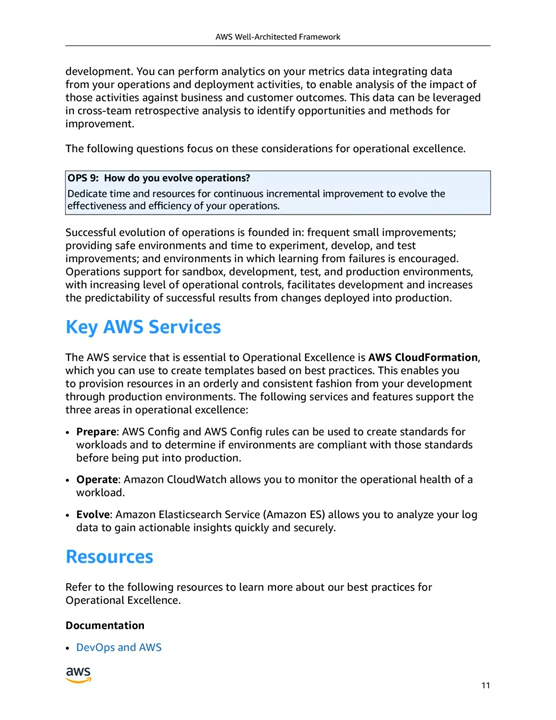 AWS Well-Architected Framework
development. You can perform analytics on your metrics data integrating data
from your operations and deployment activities, to enable analysis of the impact of
those activities against business and customer outcomes. This data can be leveraged
in cross-team retrospective analysis to identify opportunities and methods for
improvement.
The following questions focus on these considerations for operational excellence.
OPS 9:  How do you evolve operations?
Dedicate time and resources for continuous incremental improvement to evolve the
effectiveness and efficiency of your operations.
Successful evolution of operations is founded in: frequent small improvements;
providing safe environments and time to experiment, develop, and test
improvements; and environments in which learning from failures is encouraged.
Operations support for sandbox, development, test, and production environments,
with increasing level of operational controls, facilitates development and increases
the predictability of successful results from changes deployed into production.
Key AWS Services
The AWS service that is essential to Operational Excellence is AWS CloudFormation,
which you can use to create templates based on best practices. This enables you
to provision resources in an orderly and consistent fashion from your development
through production environments. The following services and features support the
three areas in operational excellence:
• Prepare: AWS Config and AWS Config rules can be used to create standards for
workloads and to determine if environments are compliant with those standards
before being put into production.
• Operate: Amazon CloudWatch allows you to monitor the operational health of a
workload.
• Evolve: Amazon Elasticsearch Service (Amazon ES) allows you to analyze your log
data to gain actionable insights quickly and securely.
Resources
Refer to the following resources to learn more about our best practices for
Operational Excellence.
Documentation
• DevOps and AWS
aws
11